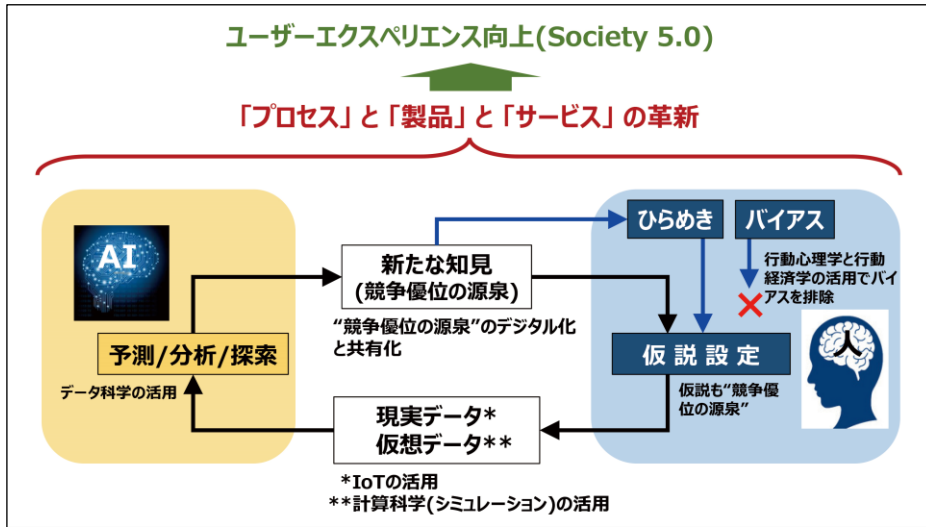 ユーザーエクスペリエンス向上(Society 5.0)
「プロセス」と「製品」と「サービス」の革新
AI
予測/分析/探索
データ科学の活用
新たな知見
(競争優位の源泉)
“競争優位の源泉”のデジタル化
と共有化
現実データ*
仮想データ**
*IoTの活用
**計算科学(シミュレーション)の活用
ひらめき
バイアス
行動心理学と行動
経済学の活用でバイ
アスを排除
人
仮説設定
仮説も“競争優
位の源泉”